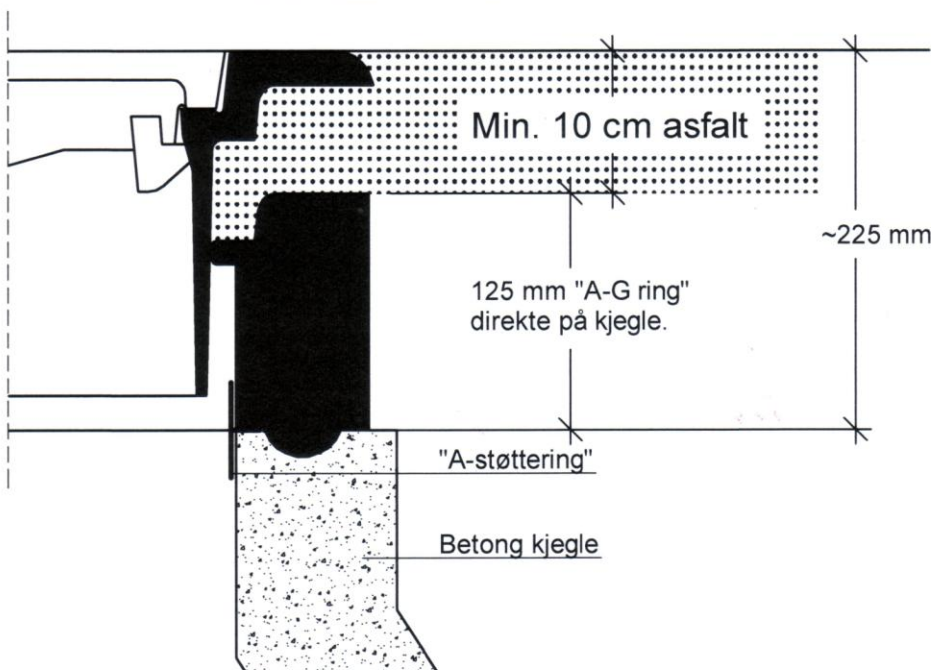 Min. 10 cm asfalt
~225 mm
125 mm "A-G ring"
direkte på kjegle.
"A-støttering"
Betong kjegle